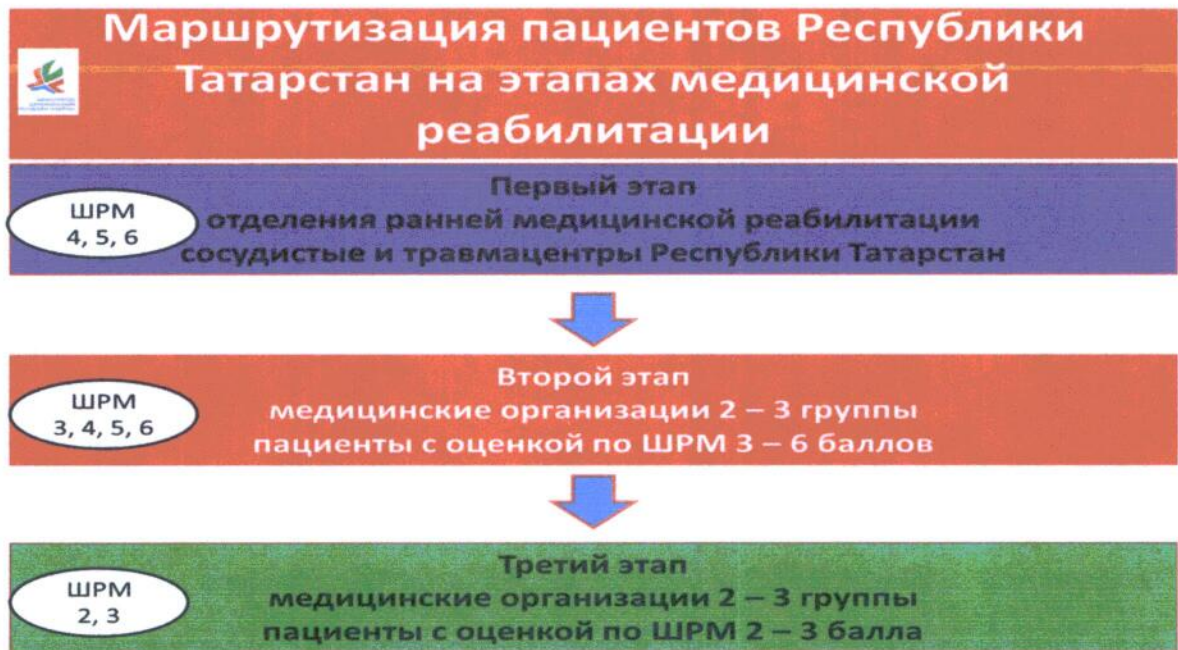 Маршрутизация пациентов Республики
Татарстан на этапах медицинской
реабилитации
ШРМ
4, 5, 6
Первый этап
отделения ранней медицинской реабилитации
сосудистые и травмацентры Республики Татарстан
ШРМ
3, 4, 5, 6
Второй этап
медицинские организации 2 – 3 группы
пациенты с оценкой по ШРМ 3 – 6 баллов
ШРМ
2, 3
Третий этап
медицинские организации 2 – 3 группы
пациенты с оценкой по ШРМ 2 – 3 балла